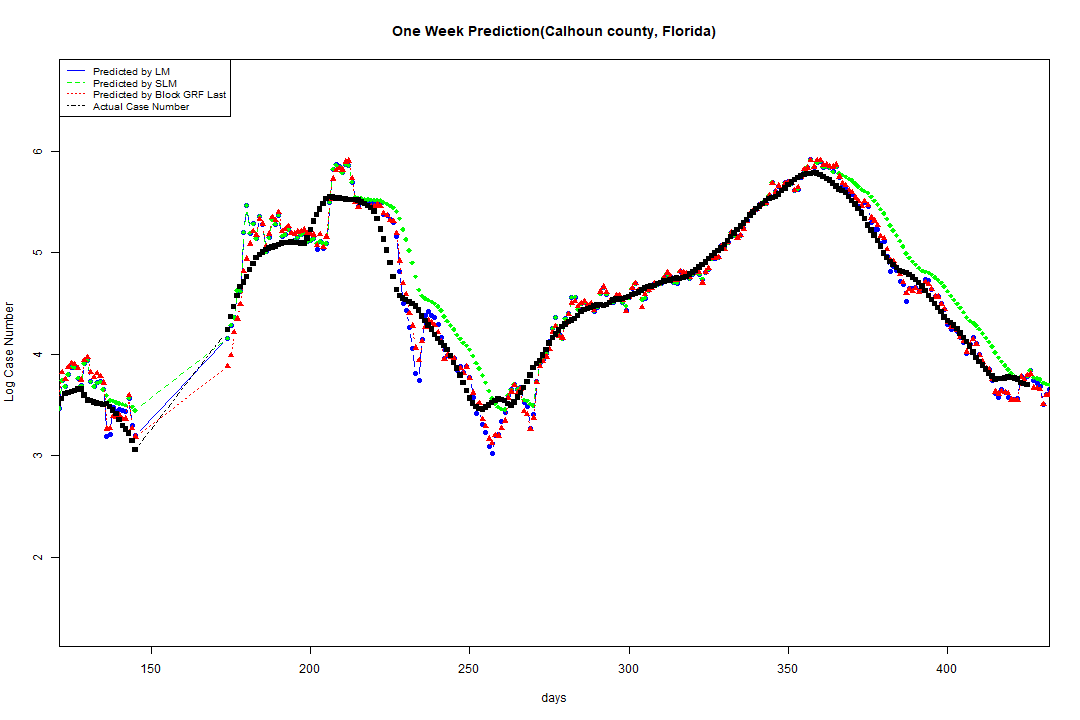 One Week Prediction(Calhoun county, Florida)
Predicted by LM
Predicted by SLM
Predicted by Block GRF Last
Actual Case Number
6
5
4
3
2
Log Case Number
150 200 250 300 350 400
days